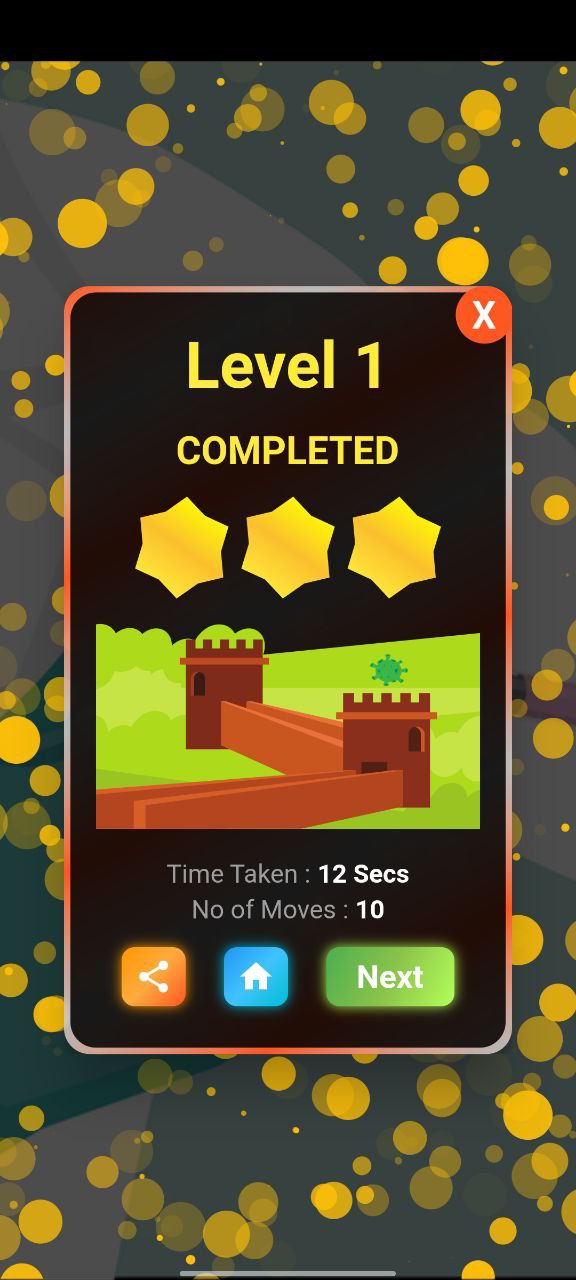 X
Level 1
COMPLETED
Time Taken : 12 Secs
No of Moves : 10
Next